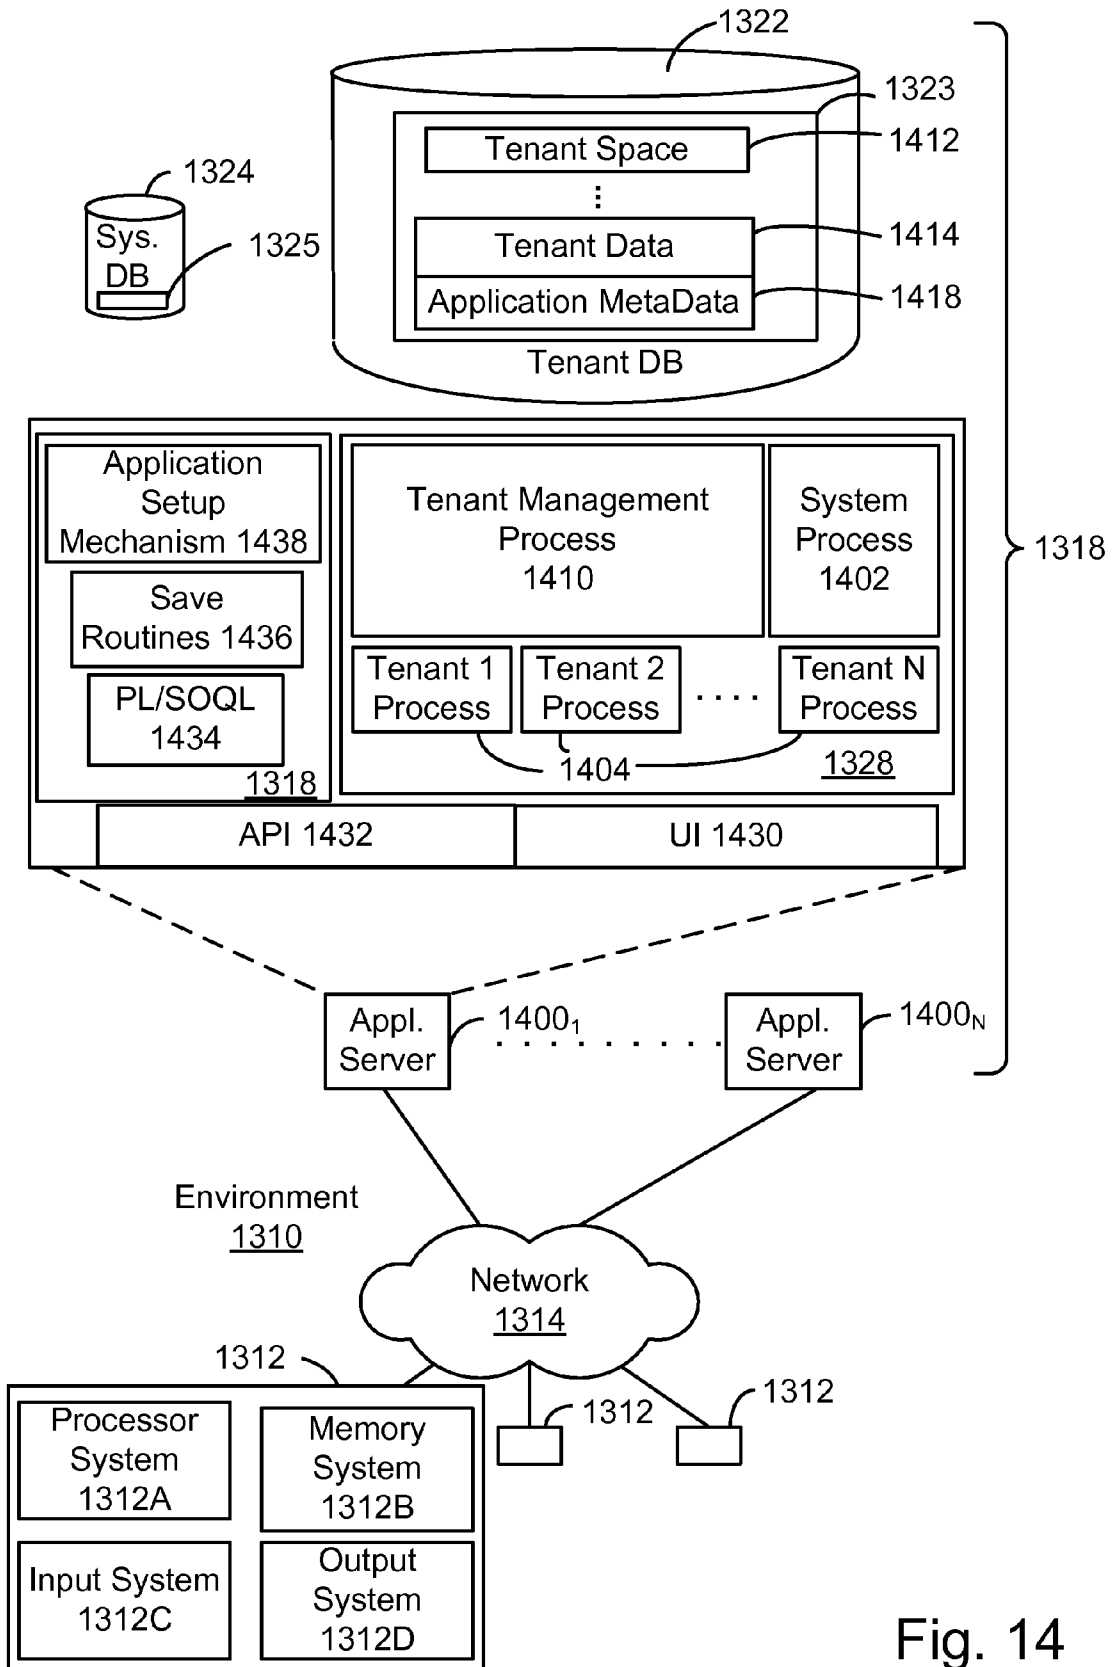 1322
1323
Tenant Space
1412
1324
Sys.
DB
1325
Tenant Data
1414
Application MetaData
1418
Tenant DB
Application
Setup
Mechanism 1438
Tenant Management
Process
1410
System
Process
1402
1318
Save
Routines 1436
PL/SOQL
1434
1318
Tenant 1
Process
Tenant 2
Process
. . . .
Tenant N
Process
1404
1328
API 1432
UI 1430
Appl.
Server
1400₁
Appl.
Server
1400N
Environment
1310
Network
1314
1312
1312
1312
Processor
System
1312A
Memory
System
1312B
Input System
1312C
Output
System
1312D
Fig. 14